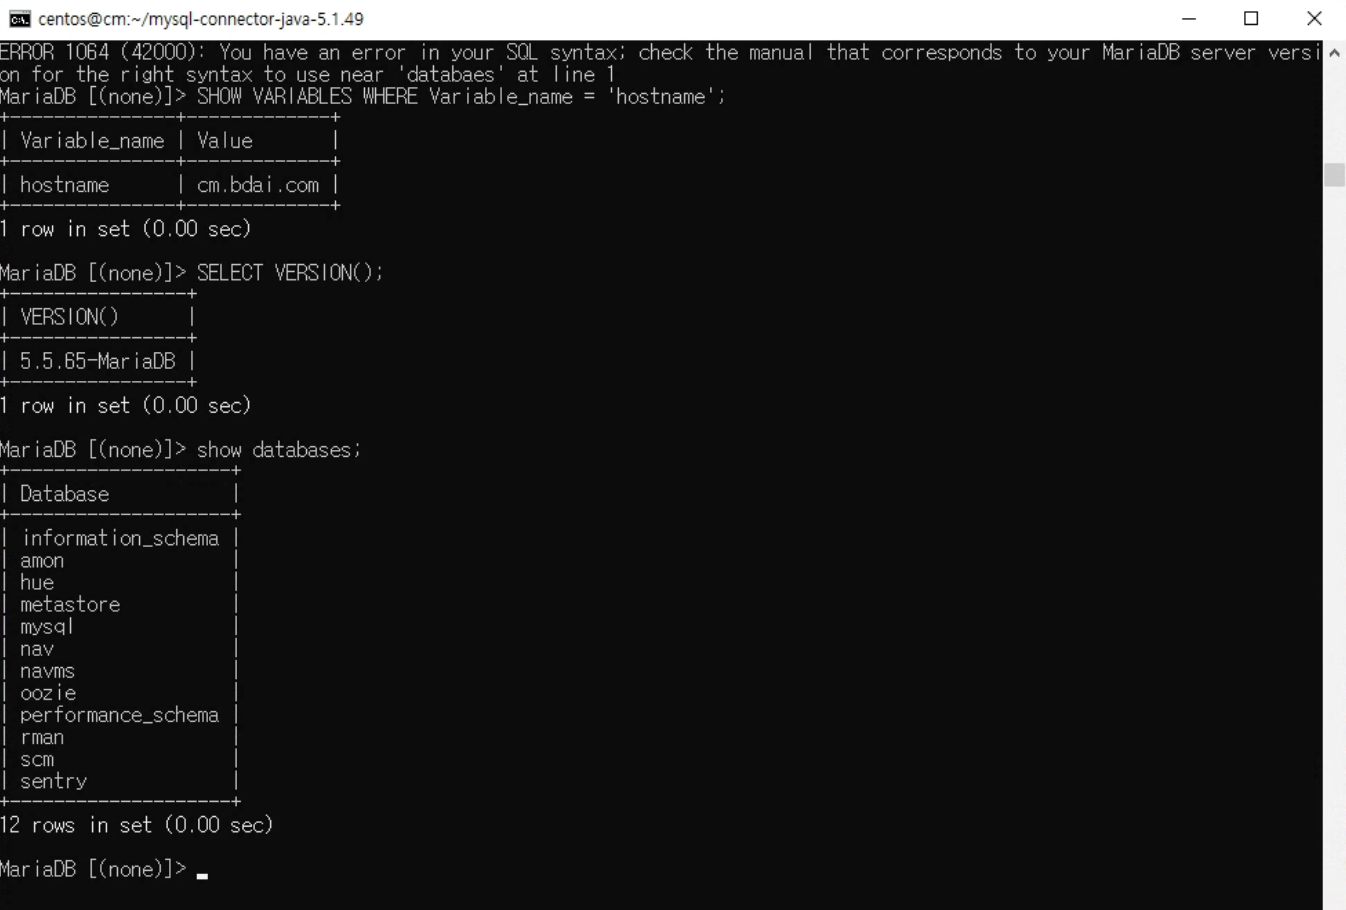 centos@cm:~/mysql-connector-java-5.1.49
ERROR 1064 (42000): You have an error in your SQL syntax; check the manual that corresponds to your MariaDB server versi
on for the right syntax to use near 'databaes' at line 1
MariaDB [(none)]> SHOW VARIABLES WHERE Variable_name = 'hostname';
+---------------+-------------+
| Variable_name | Value       |
+---------------+-------------+
| hostname      | cm.bdai.com |
+---------------+-------------+
1 row in set (0.00 sec)
MariaDB [(none)]> SELECT VERSION();
+----------------+
| VERSION()      |
+----------------+
| 5.5.65-MariaDB |
+----------------+
1 row in set (0.00 sec)
MariaDB [(none)]> show databases;
+--------------------+
| Database           |
+--------------------+
| information_schema |
| amon               |
| hue                |
| metastore          |
| mysql              |
| nav                |
| navms              |
| oozie              |
| performance_schema |
| rman               |
| scm                |
| sentry             |
+--------------------+
12 rows in set (0.00 sec)
MariaDB [(none)]> _